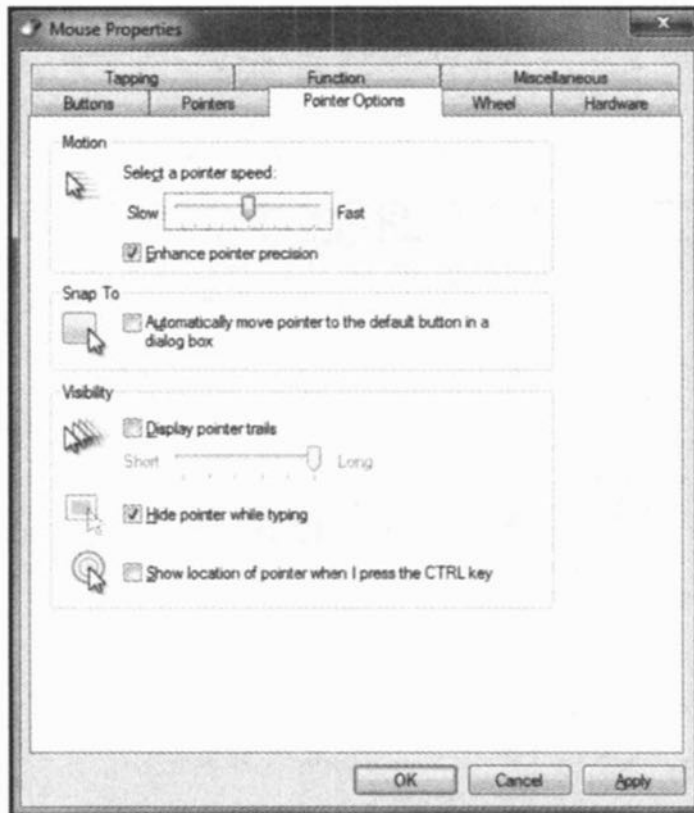 Mouse Properties
Tapping Function Miscellaneous
Buttons Pointers Pointer Options Wheel Hardware
Motion
Select a pointer speed:
Slow Fast
Enhance pointer precision
Snap To
Automatically move pointer to the default button in a
dialog box
Visibility
Display pointer trails
Short Long
Hide pointer while typing
Show location of pointer when I press the CTRL key
OK Cancel Apply